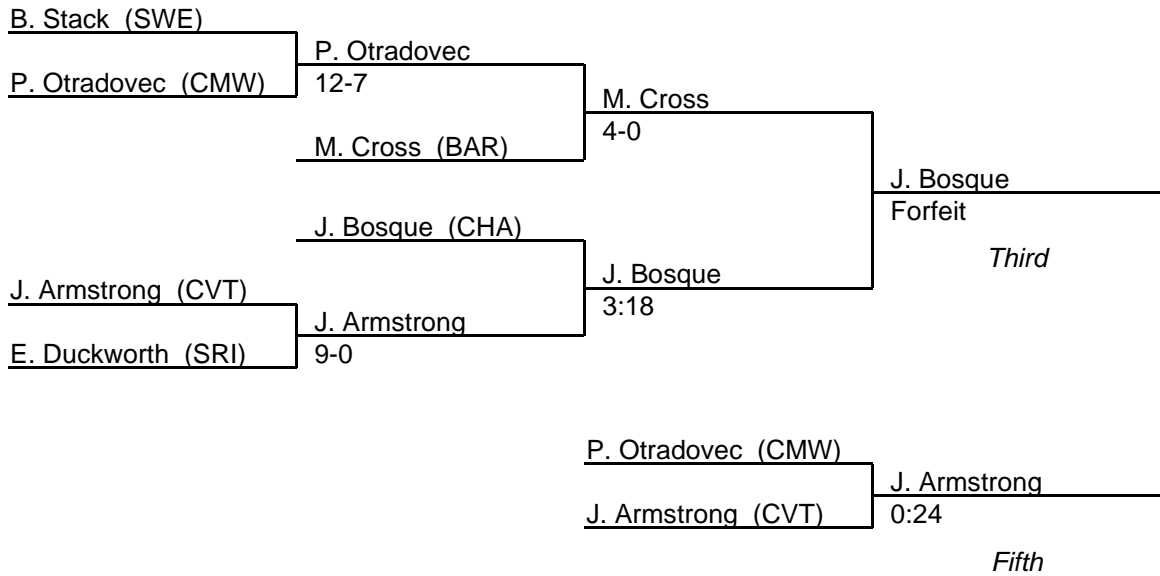 B. Stack (SWE)
P. Otradovec
P. Otradovec (CMW)
12-7
M. Cross
4-0
M. Cross (BAR)
J. Bosque
Forfeit
J. Bosque (CHA)
Third
J. Bosque
J. Armstrong (CVT)
3:18
J. Armstrong
E. Duckworth (SRI)
9-0
P. Otradovec (CMW)
J. Armstrong
J. Armstrong (CVT)
0:24
Fifth